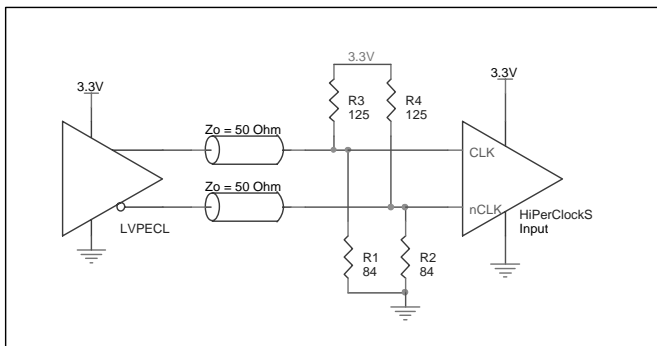 3.3V
3.3V
3.3V
R3
125
R4
125
Zo = 50 Ohm
CLK
Zo = 50 Ohm
nCLK
HiPerClockS
Input
LVPECL
R1
84
R2
84